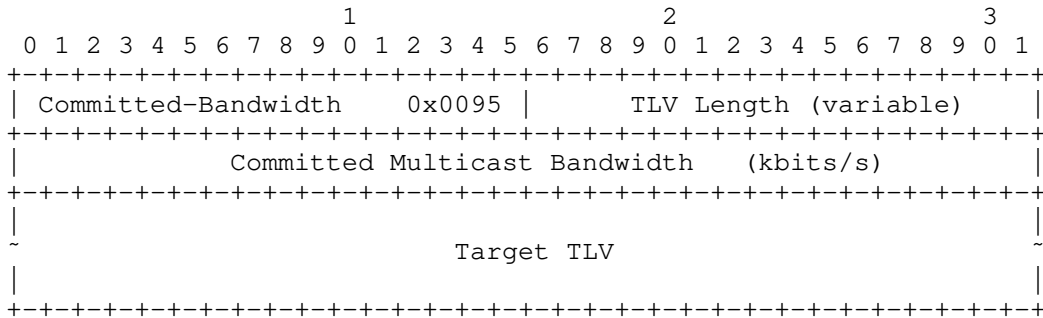 1                   2                   3
 0 1 2 3 4 5 6 7 8 9 0 1 2 3 4 5 6 7 8 9 0 1 2 3 4 5 6 7 8 9 0 1
+-+-+-+-+-+-+-+-+-+-+-+-+-+-+-+-+-+-+-+-+-+-+-+-+-+-+-+-+-+-+-+-+
| Committed-Bandwidth    0x0095 |      TLV Length (variable)    |
+-+-+-+-+-+-+-+-+-+-+-+-+-+-+-+-+-+-+-+-+-+-+-+-+-+-+-+-+-+-+-+-+
|             Committed Multicast Bandwidth   (kbits/s)         |
+-+-+-+-+-+-+-+-+-+-+-+-+-+-+-+-+-+-+-+-+-+-+-+-+-+-+-+-+-+-+-+-+
|                                                               |
~                           Target TLV                          ~
|                                                               |
+-+-+-+-+-+-+-+-+-+-+-+-+-+-+-+-+-+-+-+-+-+-+-+-+-+-+-+-+-+-+-+-+